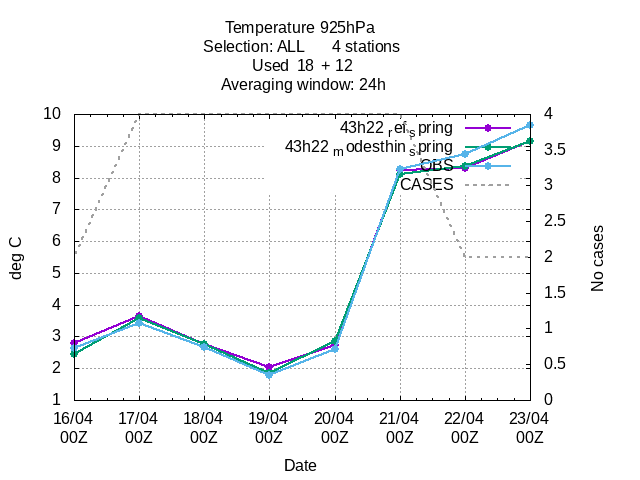 Temperature 925hPa
Selection: ALL 4 stations
Used 18 + 12
Averaging window: 24h
43h22 refs pring
43h22 modesthin s pring
OBS
CASES
10
9
8
7
6
5
4
3
2
1
deg C
4
3.5
3
2.5
2
1.5
1
0.5
0
No cases
16/04 17/04 18/04 19/04 20/04 21/04 22/04 23/04
00Z 00Z 00Z 00Z 00Z 00Z 00Z 00Z
Date